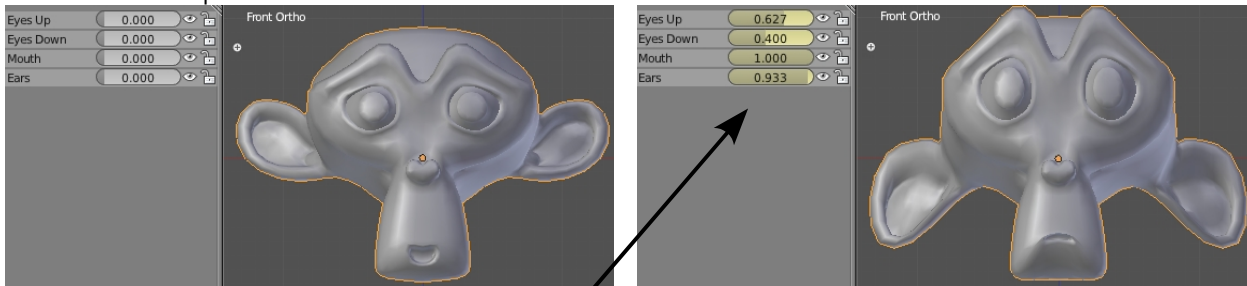 Eyes Up 0.000
Eyes Down 0.000
Mouth 0.000
Ears 0.000
Front Ortho
Eyes Up 0.627
Eyes Down 0.400
Mouth 1.000
Ears 0.933
Front Ortho